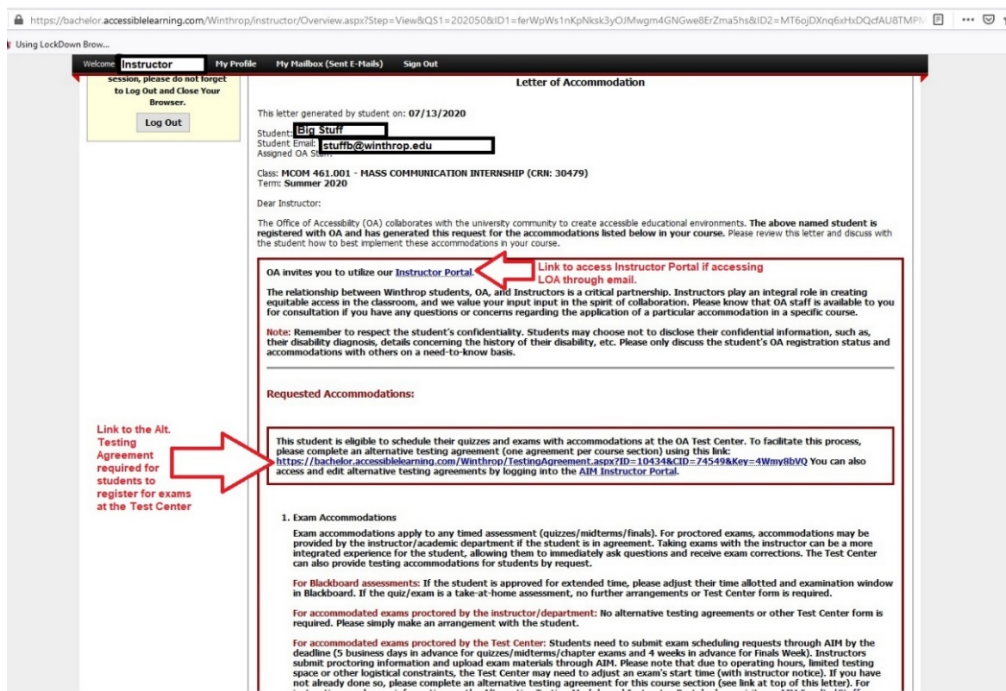 https://bachelor.accessiblelearning.com/Winthrop/instructor/Overview.aspx?Step=View&QS1=202050&ID1=
Using LockDown Brow...
Welcome Instructor My Profile My Mailbox (Sent E-Mails) Sign Out
session, please do not forget
to Log Out and Close Your
Browser.
Log Out
Letter of Accommodation
This letter generated by student on: 07/13/2020
Student: Big Stuff
Student Email: stuffb@winthrop.edu
Assigned OA
Class: MCOM 461.001 - MASS COMMUNICATION INTERNSHIP (CRN: 30479)
Term: Summer 2020
Dear Instructor:
The Office of Accessibility (OA) collaborates with the university community to create accessible educational environments. The above named student is
registered with OA and has generated this request for the accommodations listed below in your course. Please review this letter and discuss with
the student how to best implement these accommodations in your course.
OA invites you to utilize our Instructor Portal.
Link to access Instructor Portal if accessing
LOA through email.
The relationship between Winthrop students, OA, and Instructors is a critical partnership. Instructors play an integral role in creating
equitable access in the classroom, and we value your input input in the spirit of collaboration. Please know that OA staff is available to you
for consultation if you have any questions or concerns regarding the application of a particular accommodation in a specific course.
Note: Remember to respect the student's confidentiality. Students may choose not to disclose their confidential information, such as,
their disability diagnosis, details concerning the history of their disability, etc. Please only discuss the student's OA registration status and
accommodations with others on a need-to-know basis.
Requested Accommodations:
Link to the Alt.
Testing
Agreement
required for
students to
register for exams
at the Test Center
This student is eligible to schedule their quizzes and exams with accommodations at the OA Test Center. To facilitate this process,
please complete an alternative testing agreement (one agreement per course section) using this link:
https://bachelor.accessiblelearning.com/Winthrop/TestingAgreement.aspx?ID=10434&CID=74549&Key=4Wmy8bVQ You can also
access and edit alternative testing agreements by logging into the AIM Instructor Portal.
1. Exam Accommodations
Exam accommodations apply to any timed assessment (quizzes/midterms/finals). For proctored exams, accommodations may be
provided by the instructor/academic department if the student is in agreement. Taking exams with the instructor can be a more
integrated experience for the student, allowing them to immediately ask questions and receive exam corrections. The Test Center
can also provide testing accommodations for students by request.
For Blackboard assessments: If the student is approved for extended time, please adjust their time allotted and examination window
in Blackboard. If the quiz/exam is a take-at-home assessment, no further arrangements or Test Center form is required.
For accommodated exams proctored by the instructor/department: No alternative testing agreements or other Test Center form is
required. Please simply make an arrangement with the student.
For accommodated exams proctored by the Test Center: Students need to submit exam scheduling requests through AIM by the
deadline (5 business days in advance for quizzes/midterms/chapter exams and 4 weeks in advance for Finals Week). Instructors
submit proctoring information and upload exam materials through AIM. Please note that due to operating hours, limited testing
space or other logistical constraints, the Test Center may need to adjust an exam's start time (with instructor notice). If you have
not already done so, please complete an alternative testing agreement for this course section (see link at top of this letter). For